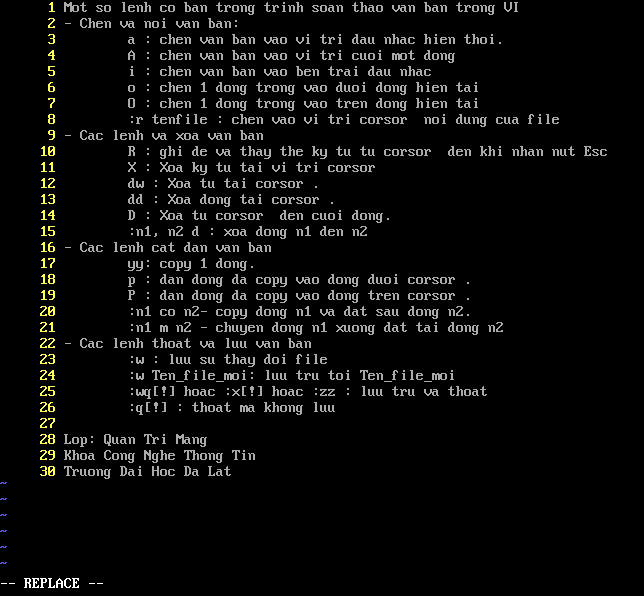 1 Mot so lenh co ban trong trinh soan thao van ban trong VI
2 - Chen va noi van ban:
3 a : chen van ban vao vi tri dau nhac hien thoi.
4 A : chen van ban vao vi tri cuoi mot dong
5 i : chen van ban vao ben trai dau nhac
6 o : chen 1 dong trong vao duoi dong hien tai
7 O : chen 1 dong trong vao tren dong hien tai
8 :r tenfile : chen vao vi tri corsor  noi dung cua file
9 - Cac lenh va xoa van ban
10 R : ghi de va thay the ky tu tu corsor  den khi nhan nut Esc
11 X : Xoa ky tu tai vi tri corsor
12 dw : Xoa tu tai corsor .
13 dd : Xoa dong tai corsor .
14 D : Xoa tu corsor  den cuoi dong.
15 :n1, n2 d : xoa dong n1 den n2
16 - Cac lenh cat dan van ban
17 yy: copy 1 dong.
18 p : dan dong da copy vao dong duoi corsor .
19 P : dan dong da copy vao dong tren corsor .
20 :n1 co n2- copy dong n1 va dat sau dong n2.
21 :n1 m n2 - chuyen dong n1 xuong dat tai dong n2
22 - Cac lenh thoat va luu van ban
23 :w : luu su thay doi file
24 :w Ten_file_moi: luu tru toi Ten_file_moi
25 :wq[!] hoac :x[!] hoac :zz : luu tru va thoat
26 :q[!] : thoat ma khong luu
27
28 Lop: Quan Tri Mang
29 Khoa Cong Nghe Thong Tin
30 Truong Dai Hoc Da Lat
~
~
~
~
~
~
-- REPLACE --